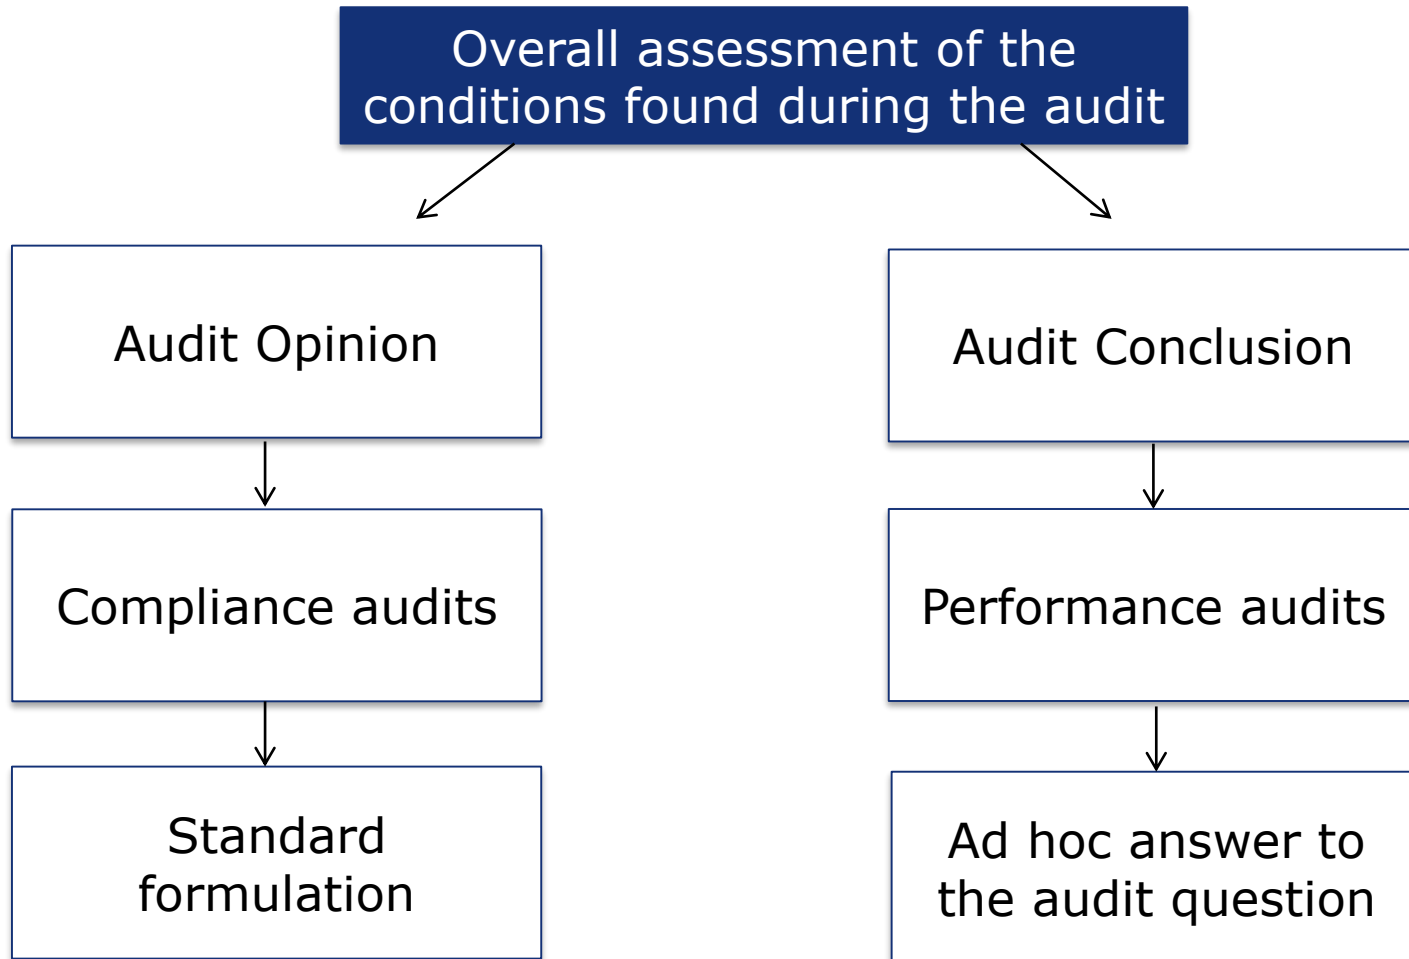 Overall assessment of the
conditions found during the audit
Audit Opinion
Audit Conclusion
Compliance audits
Performance audits
Standard
formulation
Ad hoc answer to
the audit question